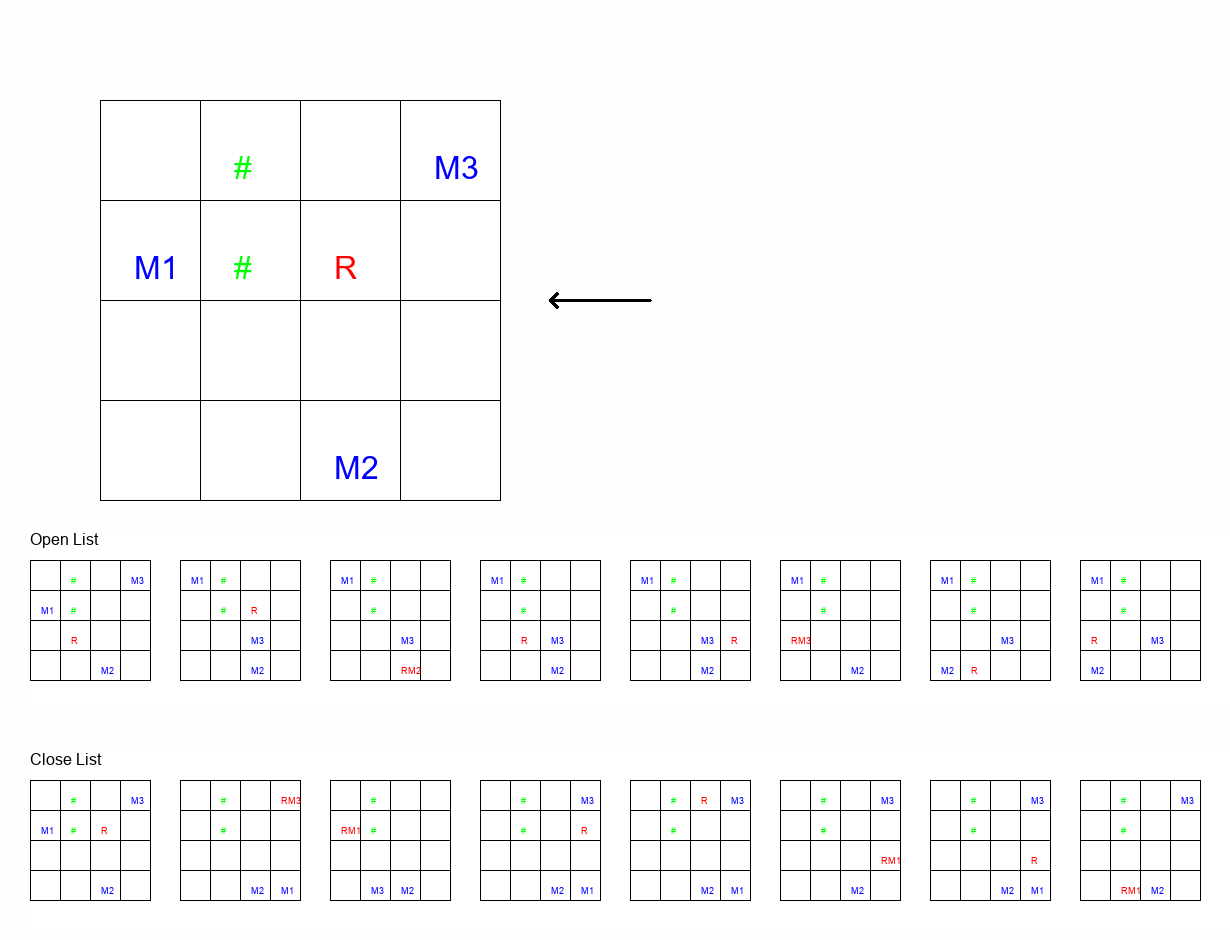 # M3
M1 # R
M2
Open List
# M3 M1 # M1 # M1 # M1 # M1 # M1 # M1 #
M1 # # R # # # # # #
R M3 M3 R M3 M3 R RM3 M3 R M3
M2 M2 RM2 M2 M2 M2 M2 R M2
Close List
# M3 # RM3 # # M3 # R M3 # M3 # M3 # M3
M1 # R # RM1 # # R # # # #
RM1 R
M2 M2 M1 M3 M2 M2 M1 M2 M1 M2 M2 M1 RM1 M2